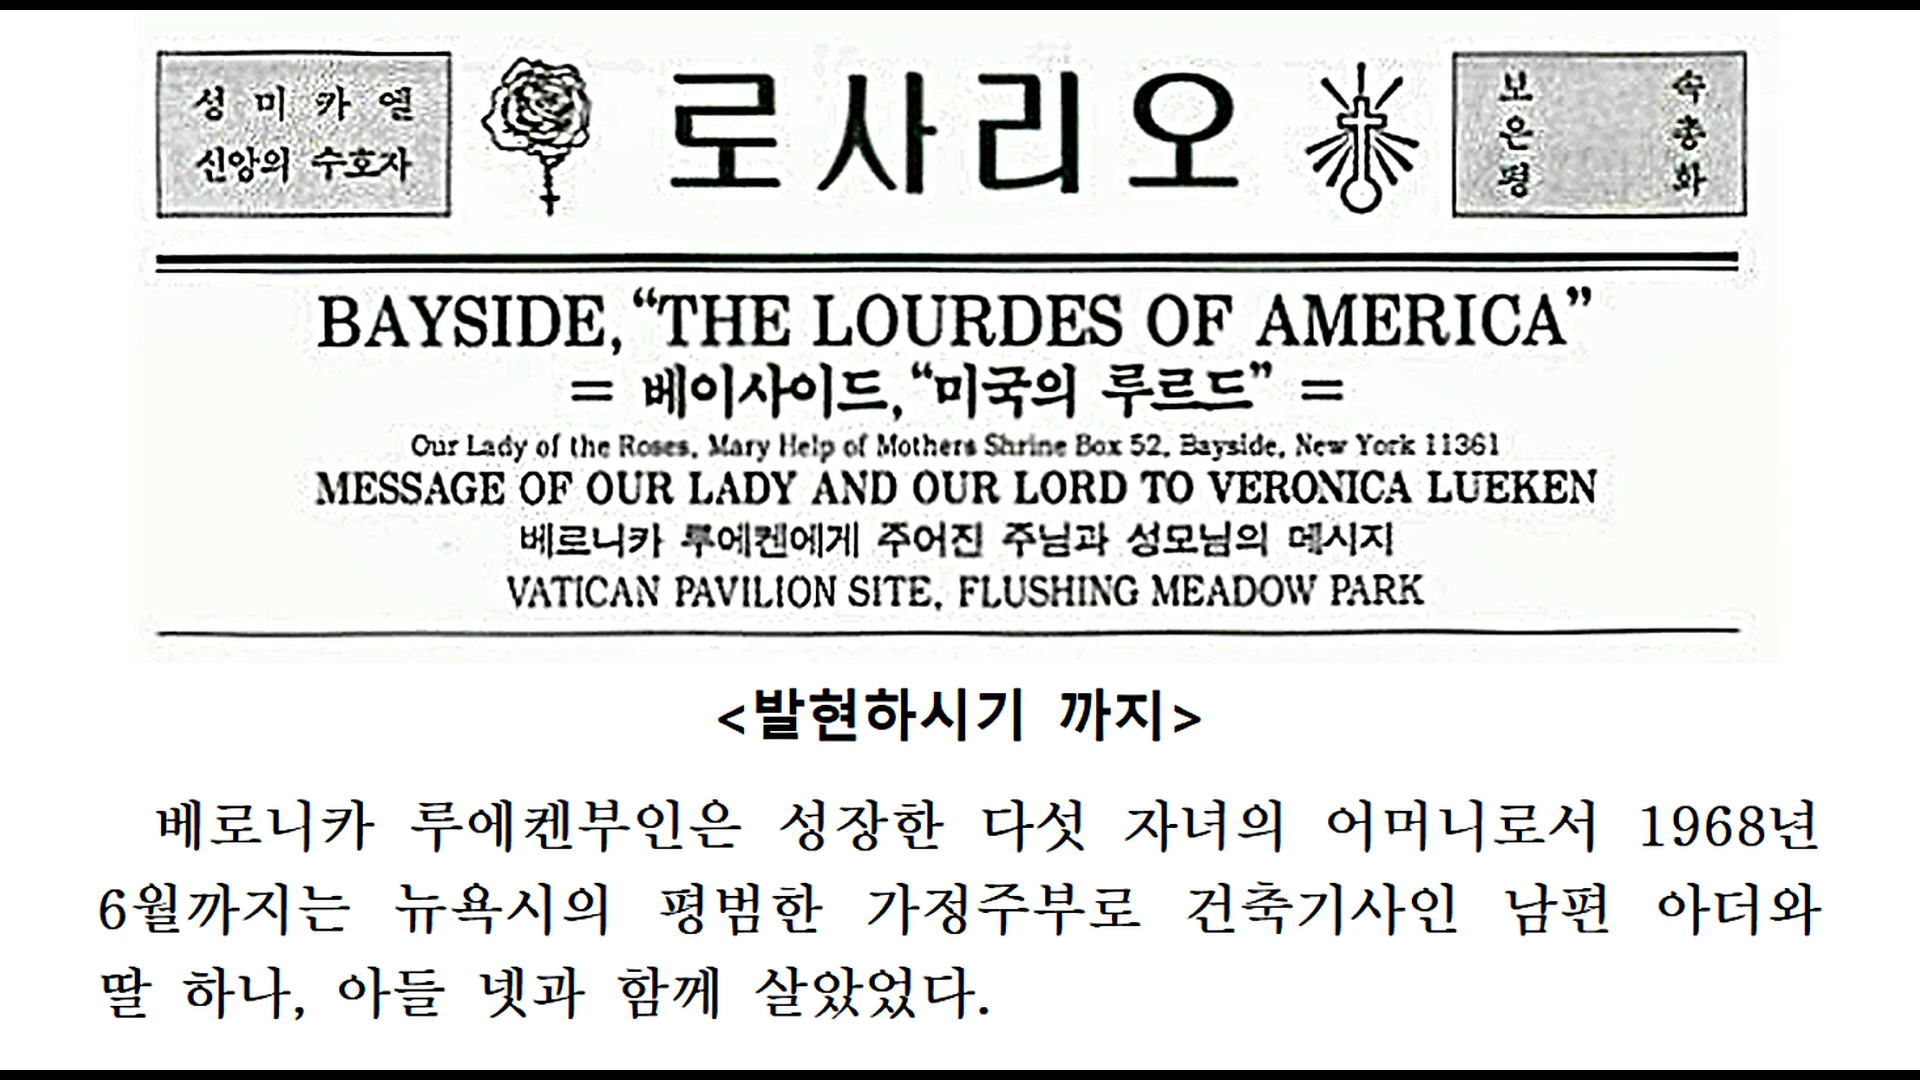 성 미 카 엘
신앙의 수호자
로사리오
보 속
은 총
평 화
BAYSIDE, “THE LOURDES OF AMERICA”
= 베이사이드, “미국의 루르드” =
Our Lady of the Roses, Mary Help of Mothers Shrine Box 52, Bayside, New York 11361
MESSAGE OF OUR LADY AND OUR LORD TO VERONICA LUEKEN
베르니카 루에켄에게 주어진 주님과 성모님의 메시지
VATICAN PAVILION SITE, FLUSHING MEADOW PARK
<발현하시기 까지>
베로니카 루에켄부인은 성장한 다섯 자녀의 어머니로서 1968년
6월까지는 뉴욕시의 평범한 가정주부로 건축기사인 남편 아더와
딸 하나, 아들 넷과 함께 살았었다.